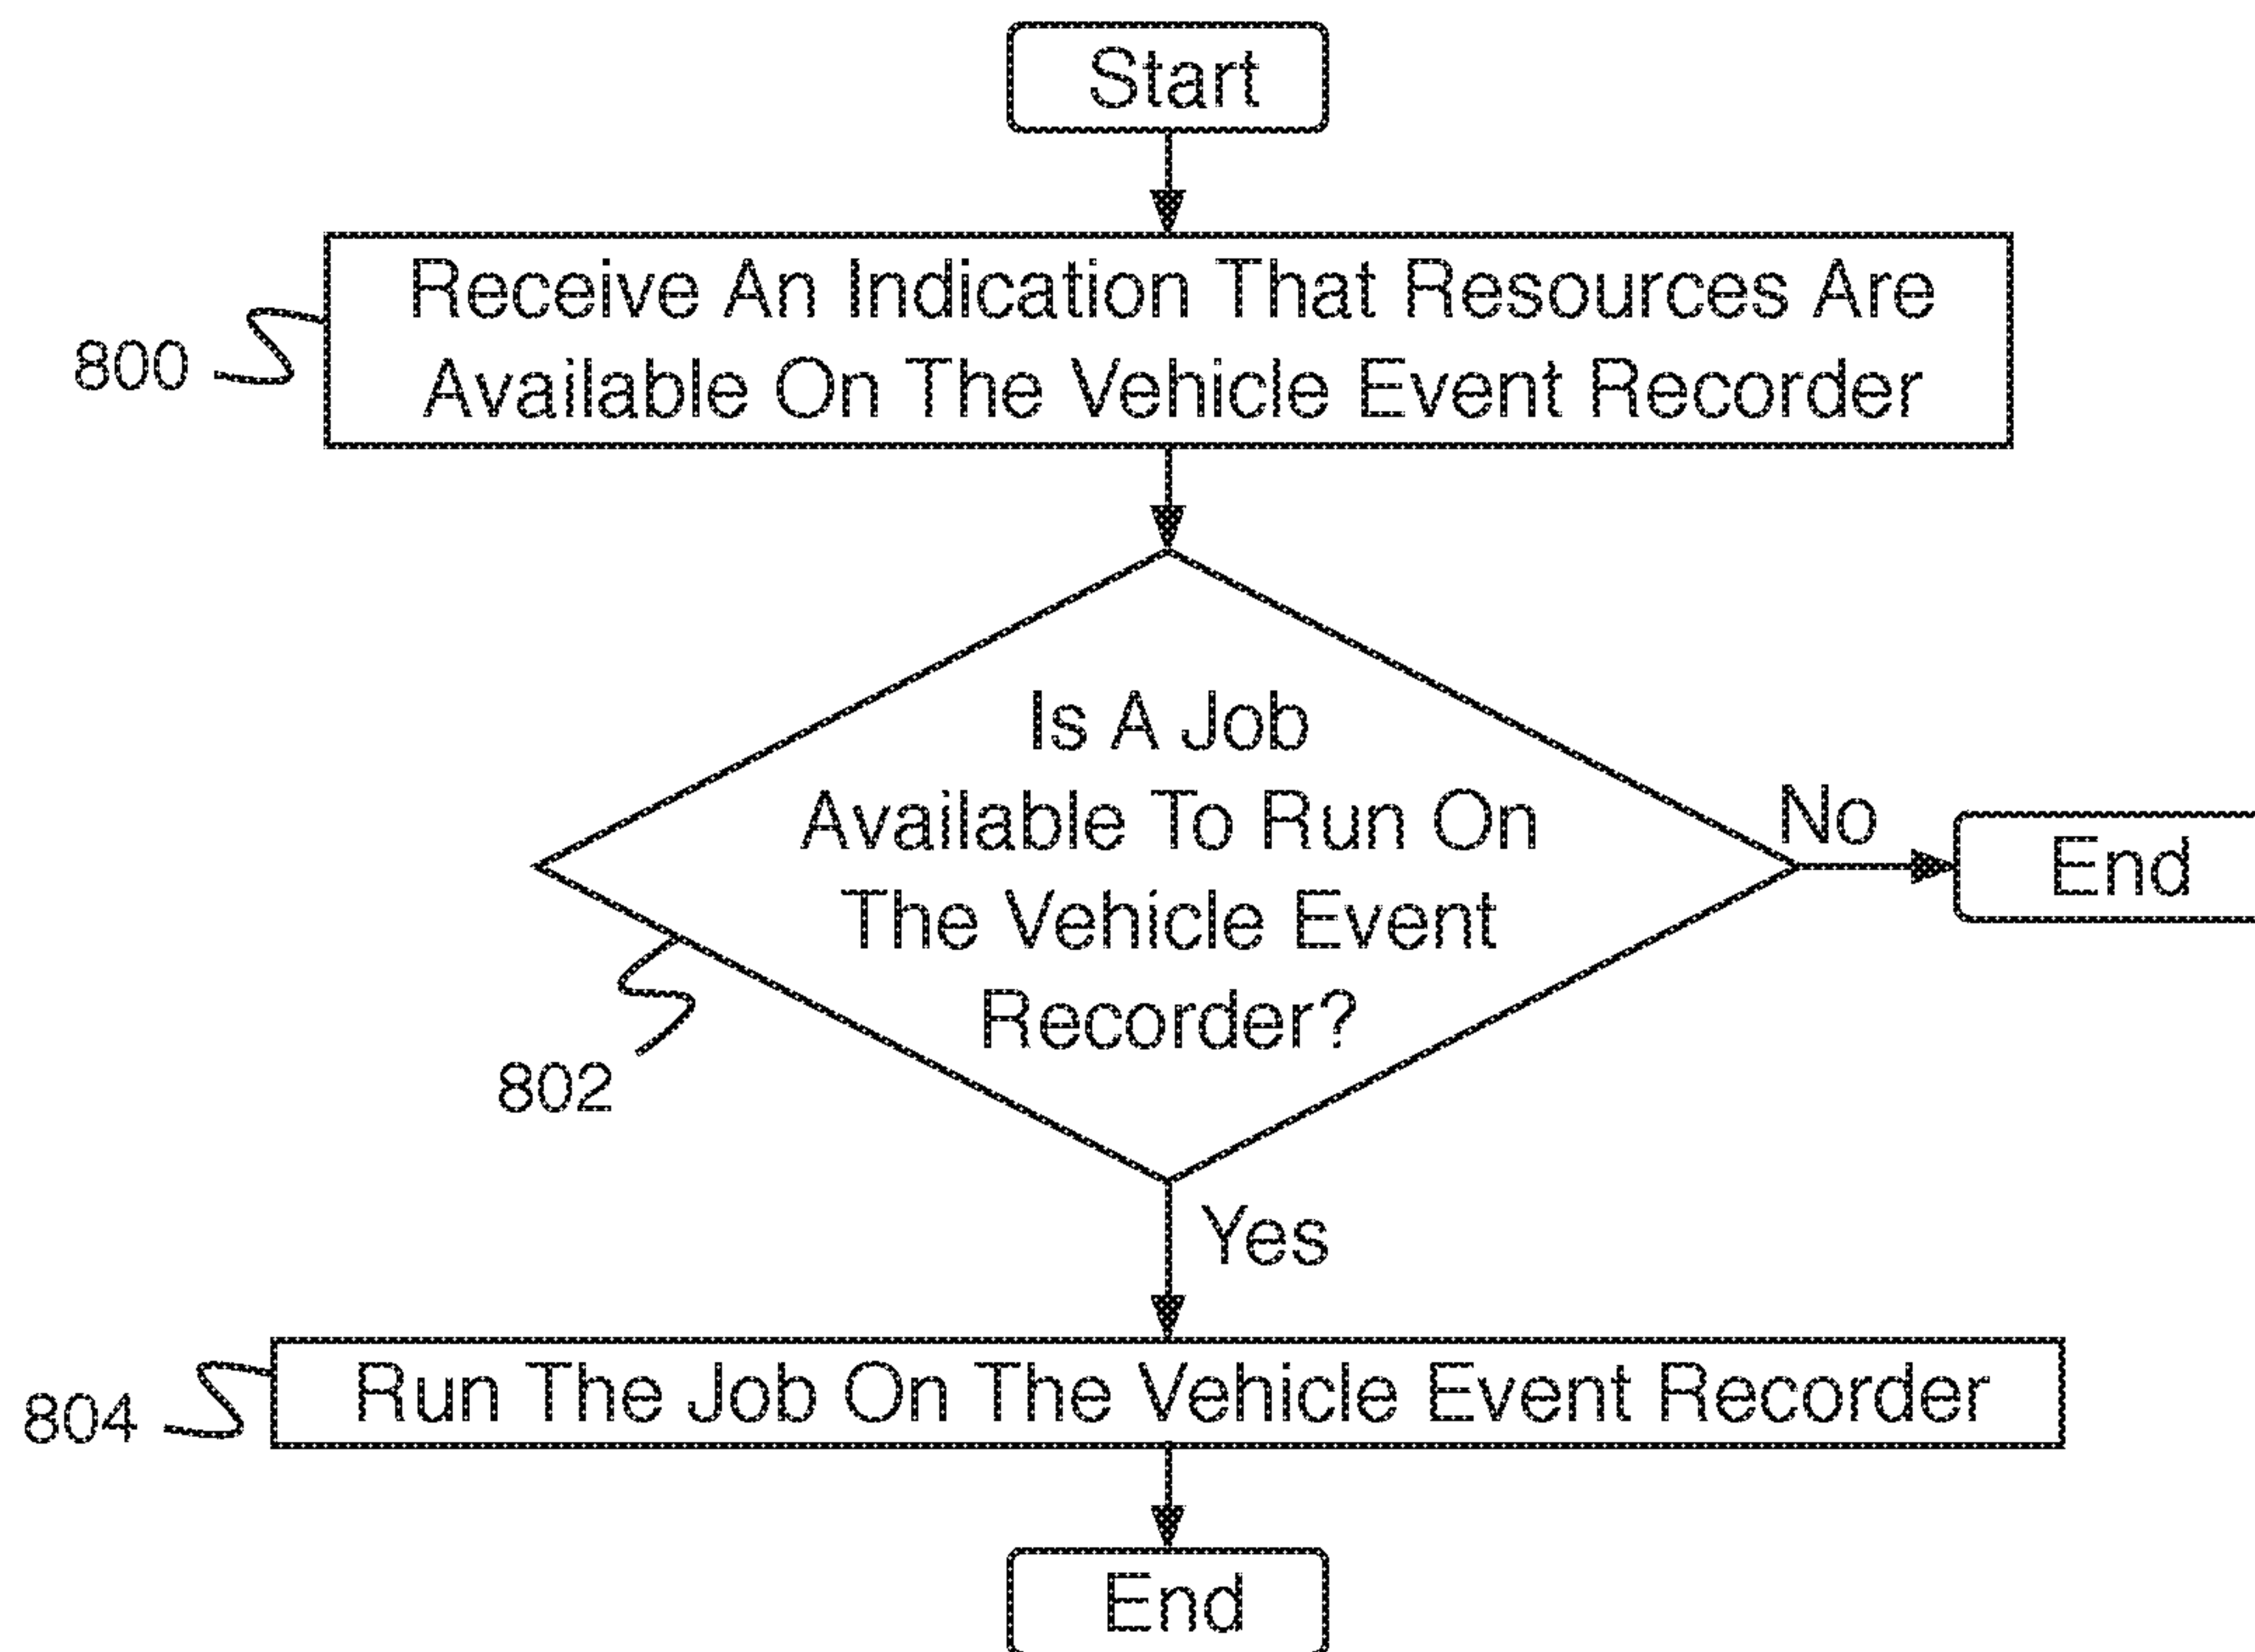 Start
Receive An Indication That Resources Are
Available On The Vehicle Event Recorder
800
Is A Job
Available To Run On
The Vehicle Event
Recorder?
No
End
802
Yes
Run The Job On The Vehicle Event Recorder
804
End